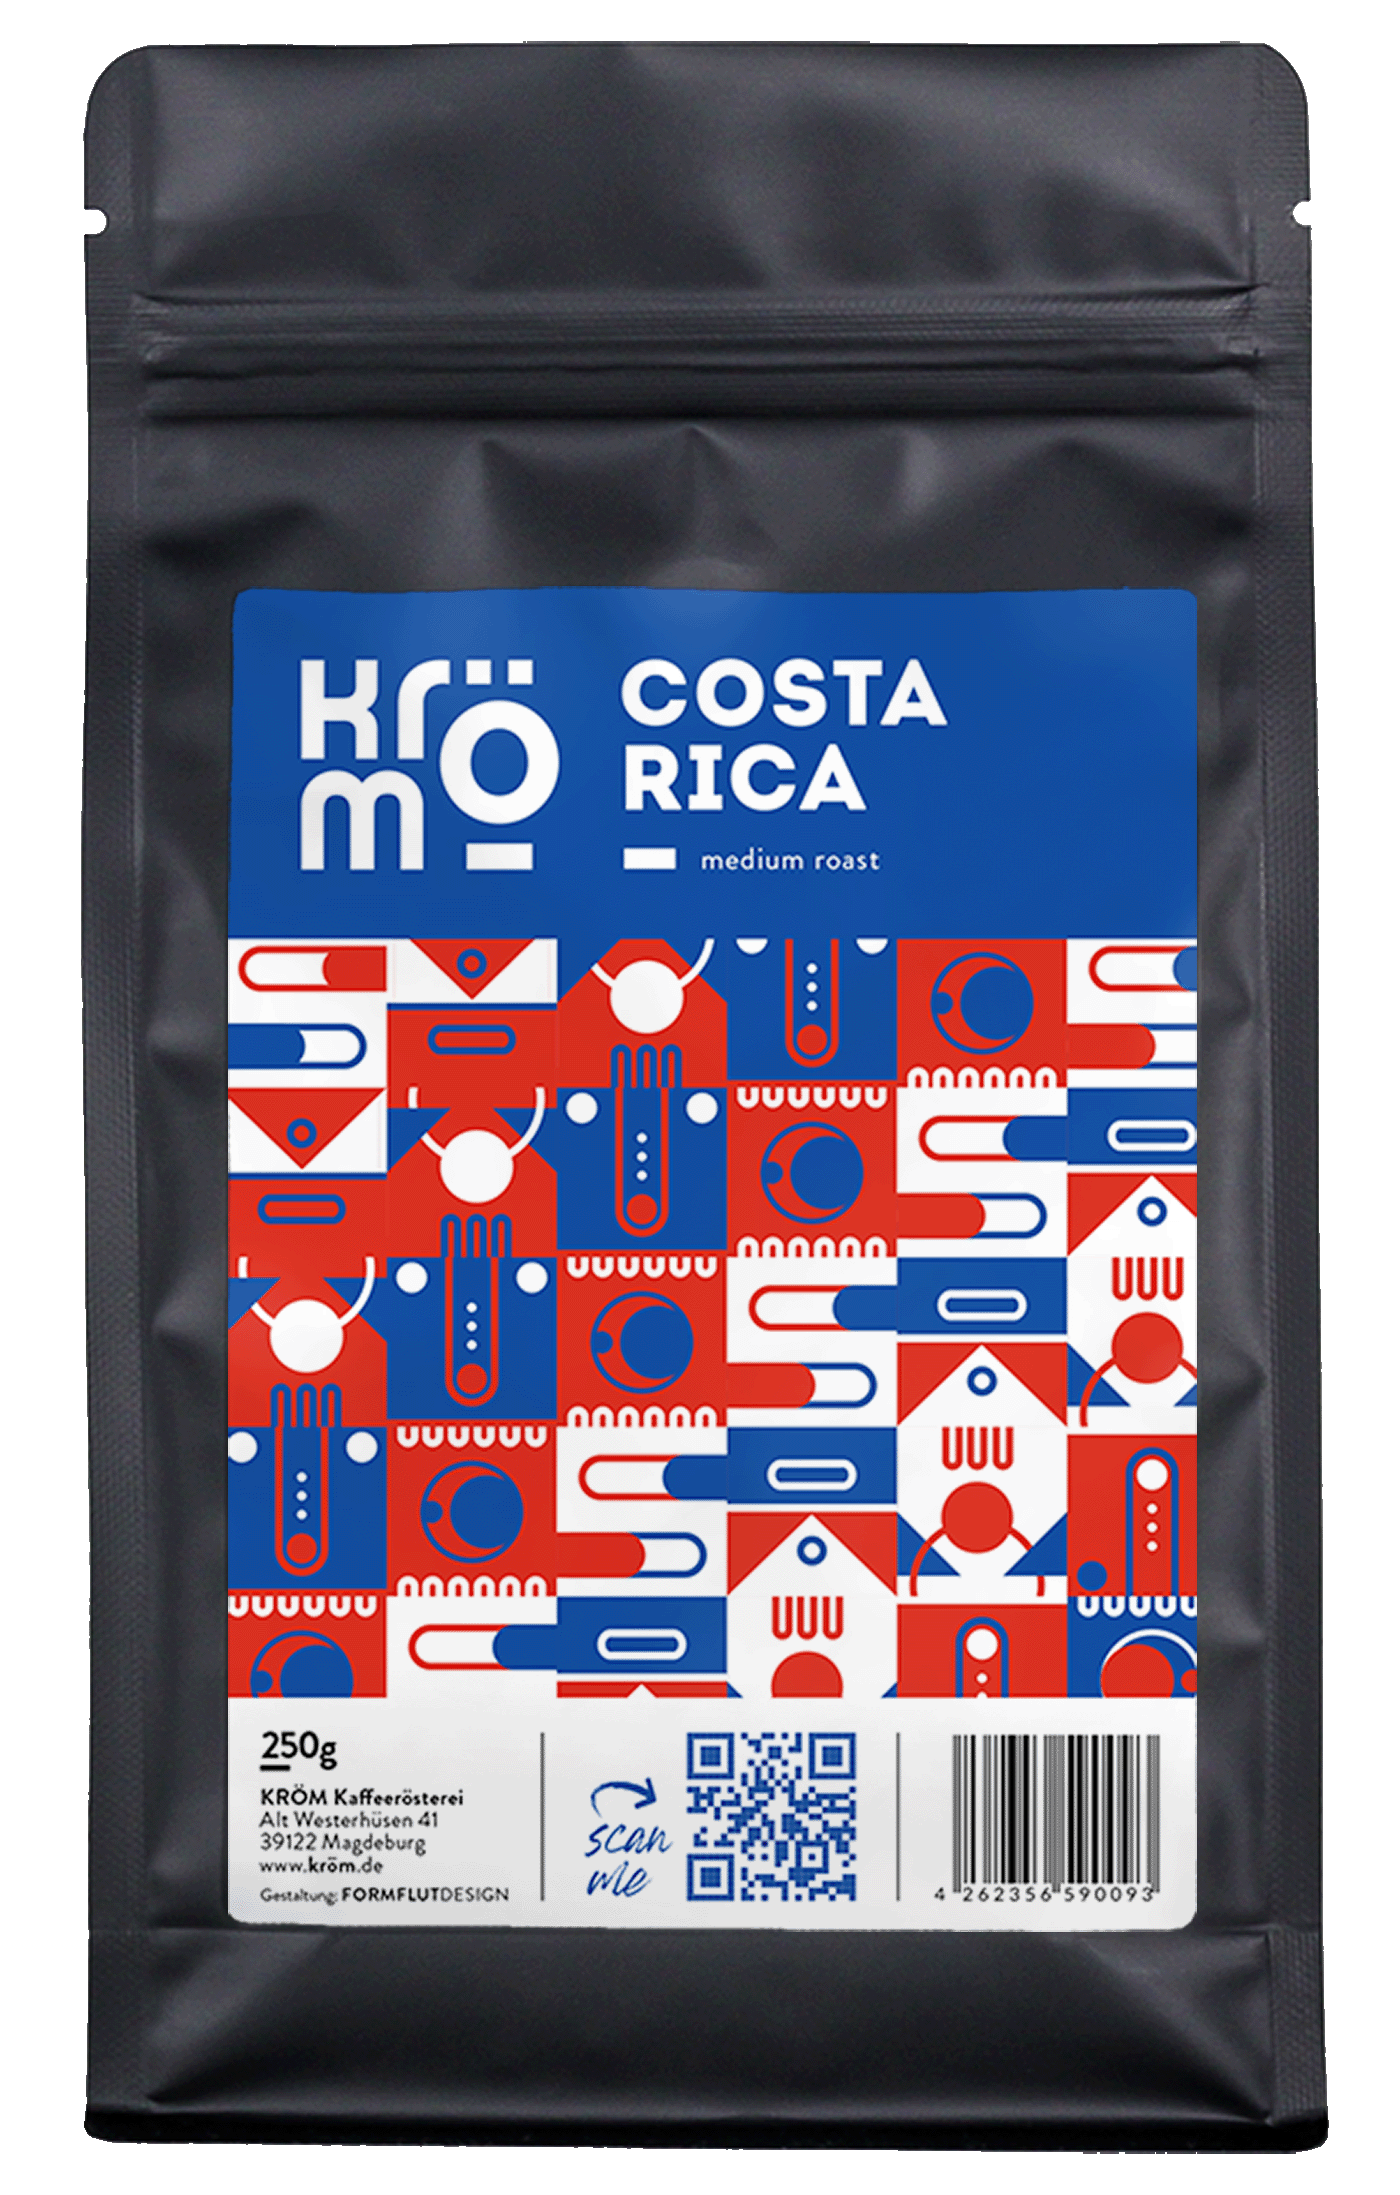 krö
mö
COSTA
RICA
medium roast
250g
KRÖM Kaffeerösterei
Alt Westerhüsen 41
39122 Magdeburg
www.kröm.de
Gestaltung: FORMFLUTDESIGN
scan
me
4 262356 590093